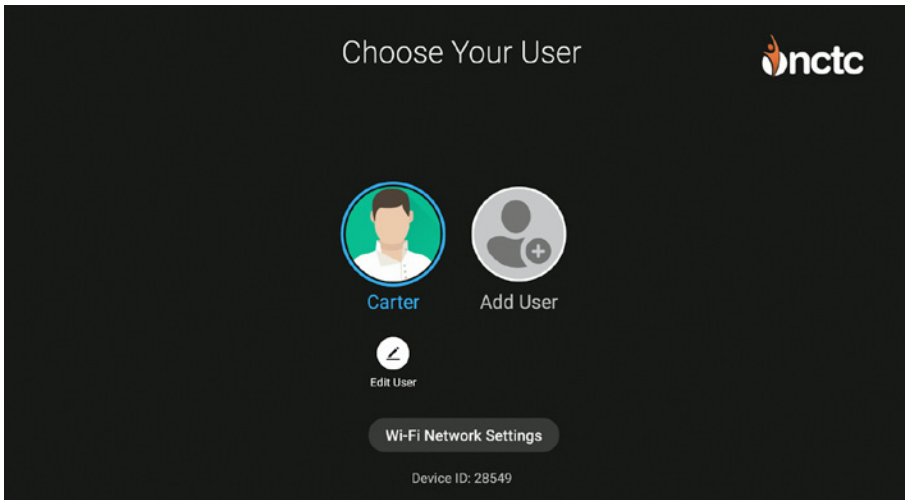 Choose Your User
nctc
Carter
Add User
Edit User
Wi-Fi Network Settings
Device ID: 28549